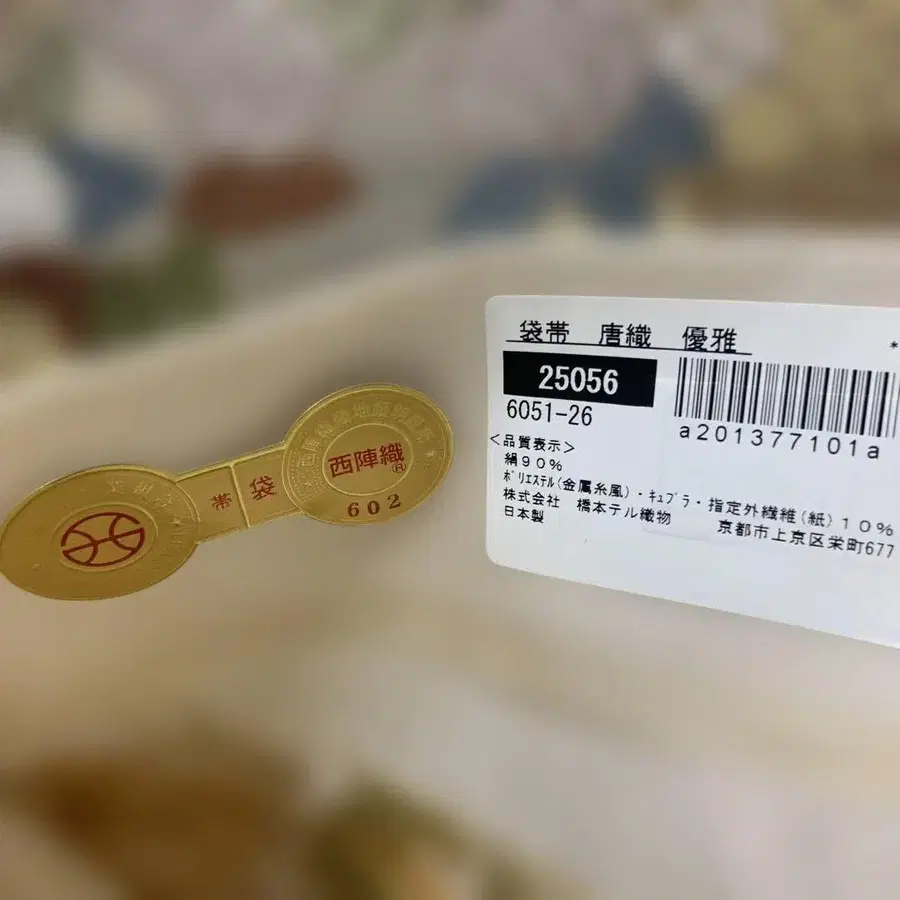 西陣織®
602
帯袋
袋帯 唐織 優雅
*
25056
6051-26
a201377101a
<品質表示>
絹90%
ポリエステル(金属糸風)・キュプラ・指定外繊維(紙)10%
株式会社 橋本テル織物 京都市上京区栄町677
日本製